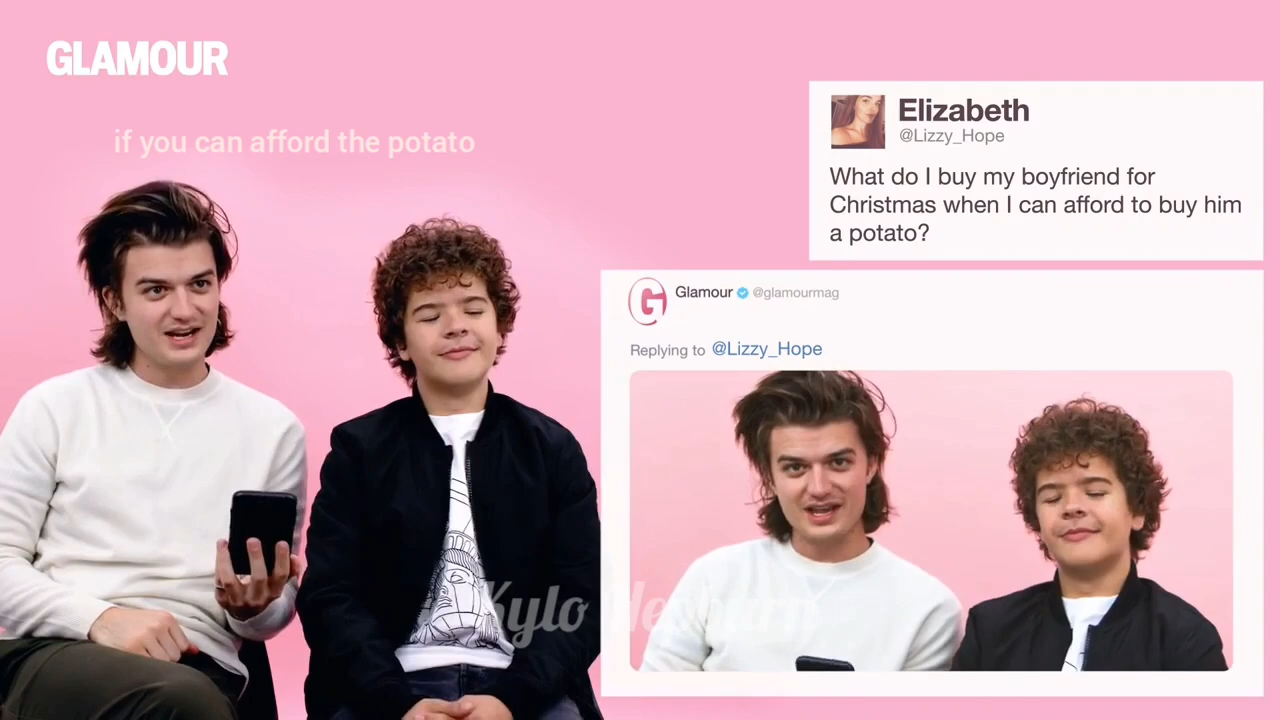 GLAMOUR
if you can afford the potato
Elizabeth
@Lizzy_Hope
What do I buy my boyfriend for
Christmas when I can afford to buy him
a potato?
Glamour @glamourmag
Replying to @Lizzy_Hope
Kylo